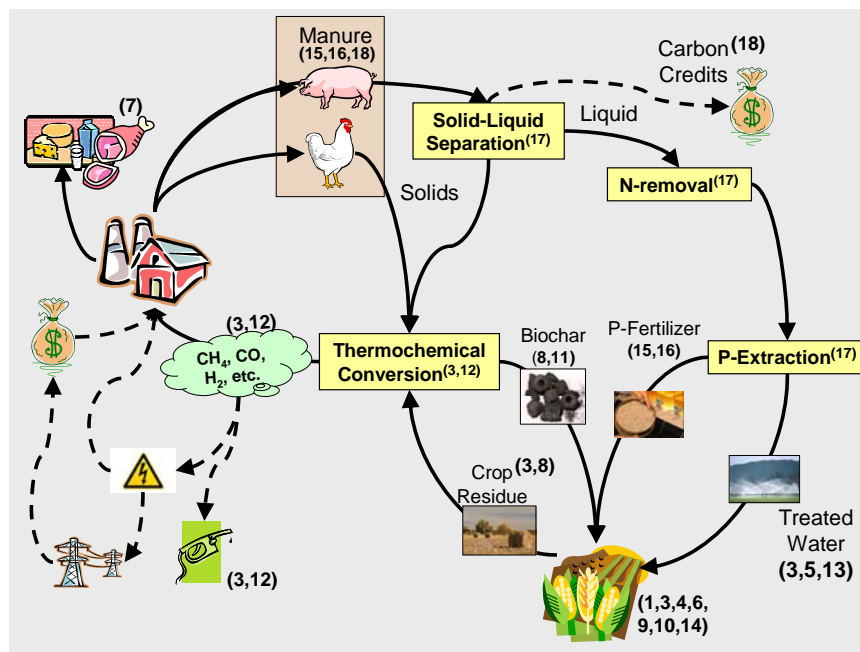 Manure
(15,16,18)
Carbon (18)
Credits
$
(7)
Solid-Liquid
Separation(17)
Liquid
N-removal(17)
Solids
$
(3,12)
CH4, CO,
H2, etc.
Thermochemical
Conversion(3,12)
Biochar
(8,11)
P-Fertilizer
(15,16)
P-Extraction(17)
Crop (3,8)
Residue
Treated
Water
(3,5,13)
(3,12)
(1,3,4,6,
9,10,14)